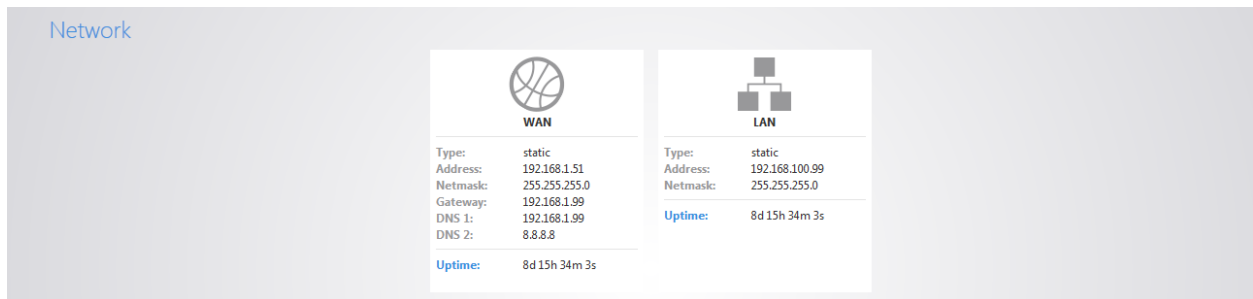 Network
WAN
Type: static
Address: 192.168.1.51
Netmask: 255.255.255.0
Gateway: 192.168.1.99
DNS 1: 192.168.1.99
DNS 2: 8.8.8.8
Uptime: 8d 15h 34m 3s
LAN
Type: static
Address: 192.168.100.99
Netmask: 255.255.255.0
Uptime: 8d 15h 34m 3s